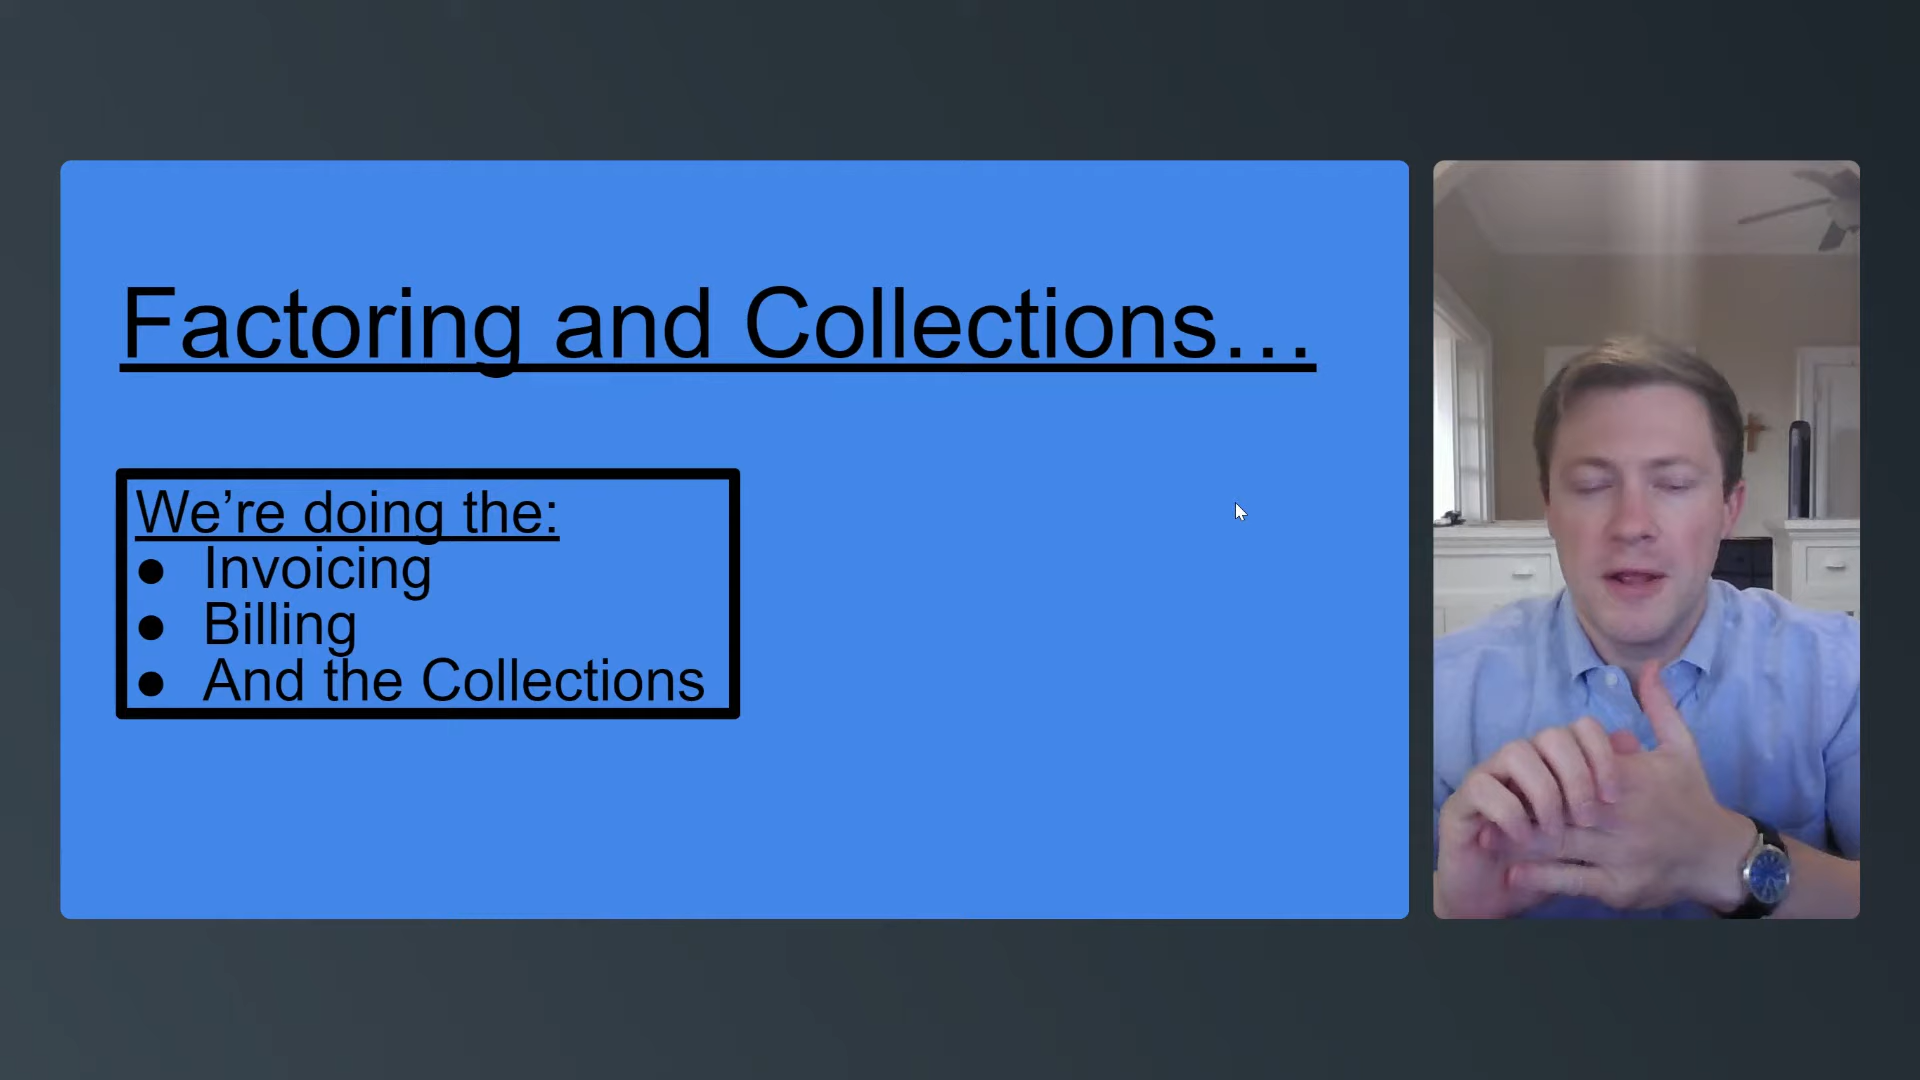 Factoring and Collections…
We’re doing the:
● Invoicing
● Billing
● And the Collections